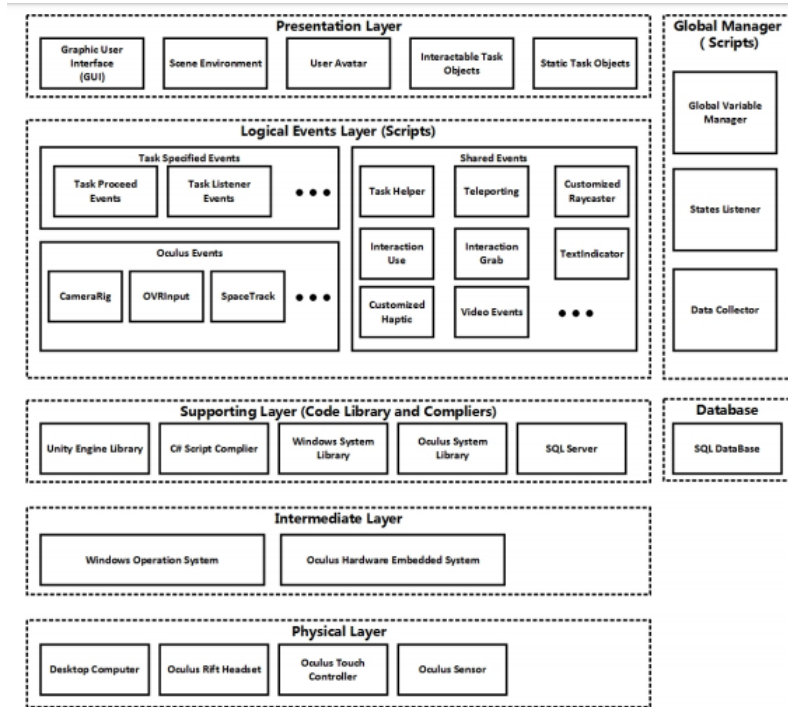 Presentation Layer
Graphic User
Interface
(GUI)
Scene Environment
User Avatar
Interactable Task
Objects
Static Task Objects
Global Manager
( Scripts)
Global Variable
Manager
States Listener
Data Collector
Logical Events Layer (Scripts)
Task Specified Events
Task Proceed
Events
Task Listener
Events
● ● ●
Oculus Events
CameraRig
OVRInput
SpaceTrack
● ● ●
Shared Events
Task Helper
Teleporting
Customized
Raycaster
Interaction
Use
Interaction
Grab
TextIndicator
Customized
Haptic
Video Events
● ● ●
Supporting Layer (Code Library and Compliers)
Unity Engine Library
C# Script Complier
Windows System
Library
Oculus System
Library
SQL Server
Database
SQL DataBase
Intermediate Layer
Windows Operation System
Oculus Hardware Embedded System
Physical Layer
Desktop Computer
Oculus Rift Headset
Oculus Touch
Controller
Oculus Sensor